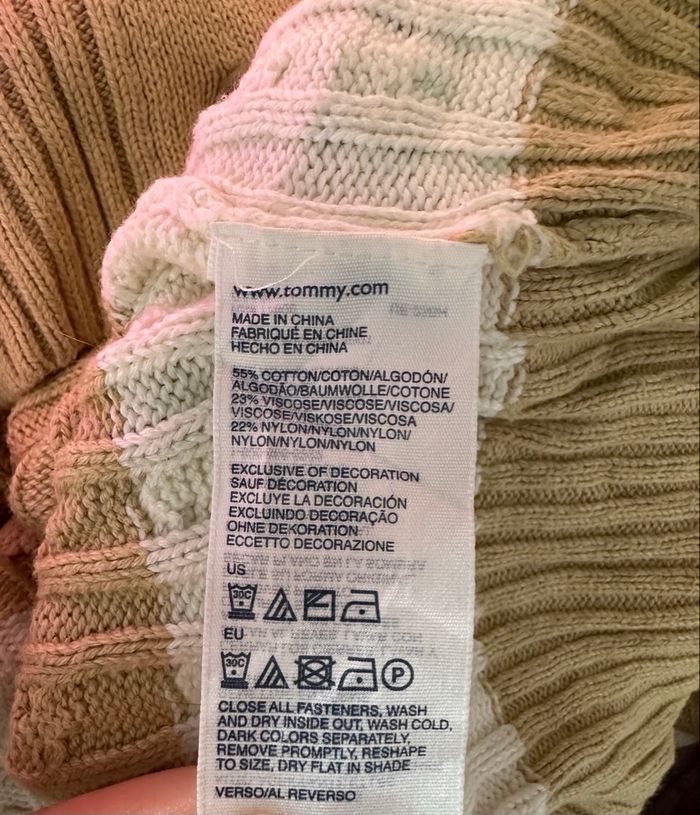 www.tommy.com
MADE IN CHINA
FABRIQUÉ EN CHINE
HECHO EN CHINA
55% COTTON/COTON/ALGODÓN/
ALGODÃO/BAUMWOLLE/COTONE
23% VISCOSE/VISCOSE/VISCOSA/
VISCOSE/VISKOSE/VISCOSA
22% NYLON/NYLON/NYLON/
NYLON/NYLON/NYLON
EXCLUSIVE OF DECORATION
SAUF DÉCORATION
EXCLUYE LA DECORACIÓN
EXCLUINDO DECORAÇÃO
OHNE DEKORATION
ECCETTO DECORAZIONE
US
30C
EU
30C P
CLOSE ALL FASTENERS, WASH
AND DRY INSIDE OUT, WASH COLD,
DARK COLORS SEPARATELY,
REMOVE PROMPTLY, RESHAPE
TO SIZE, DRY FLAT IN SHADE
VERSO/AL REVERSO